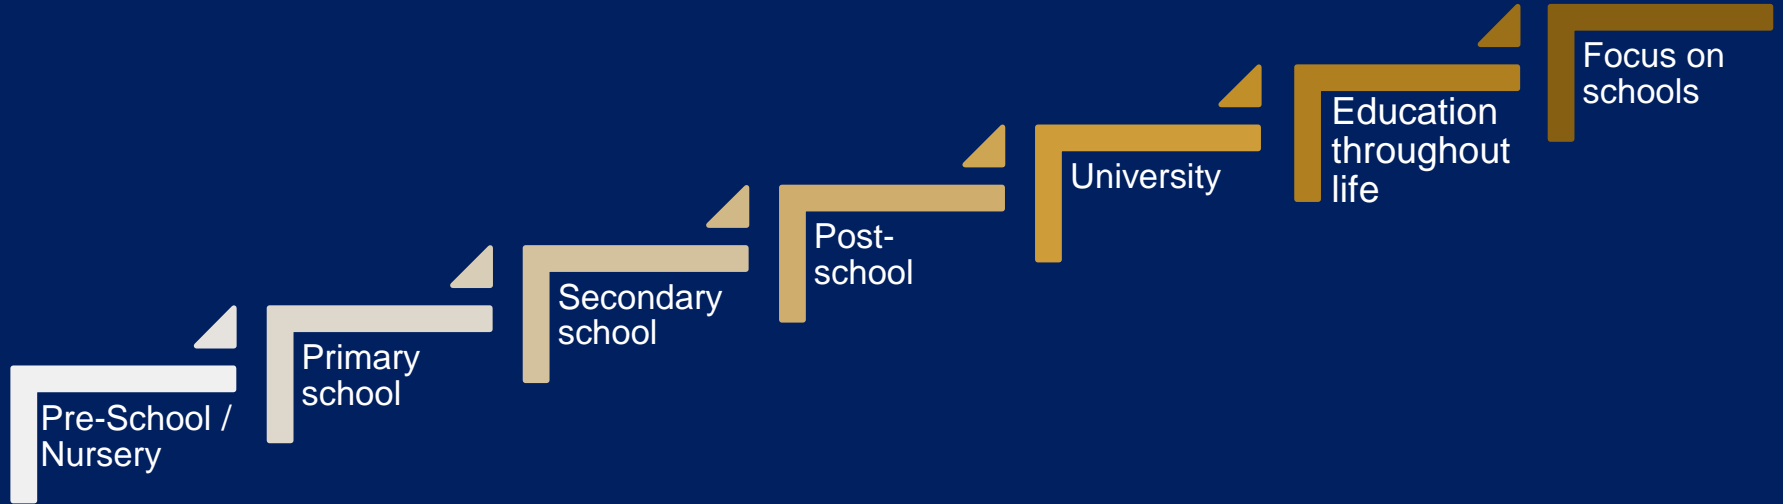 Pre-School /
Nursery
Primary
school
Secondary
school
Post-
school
University
Education
throughout
life
Focus on
schools